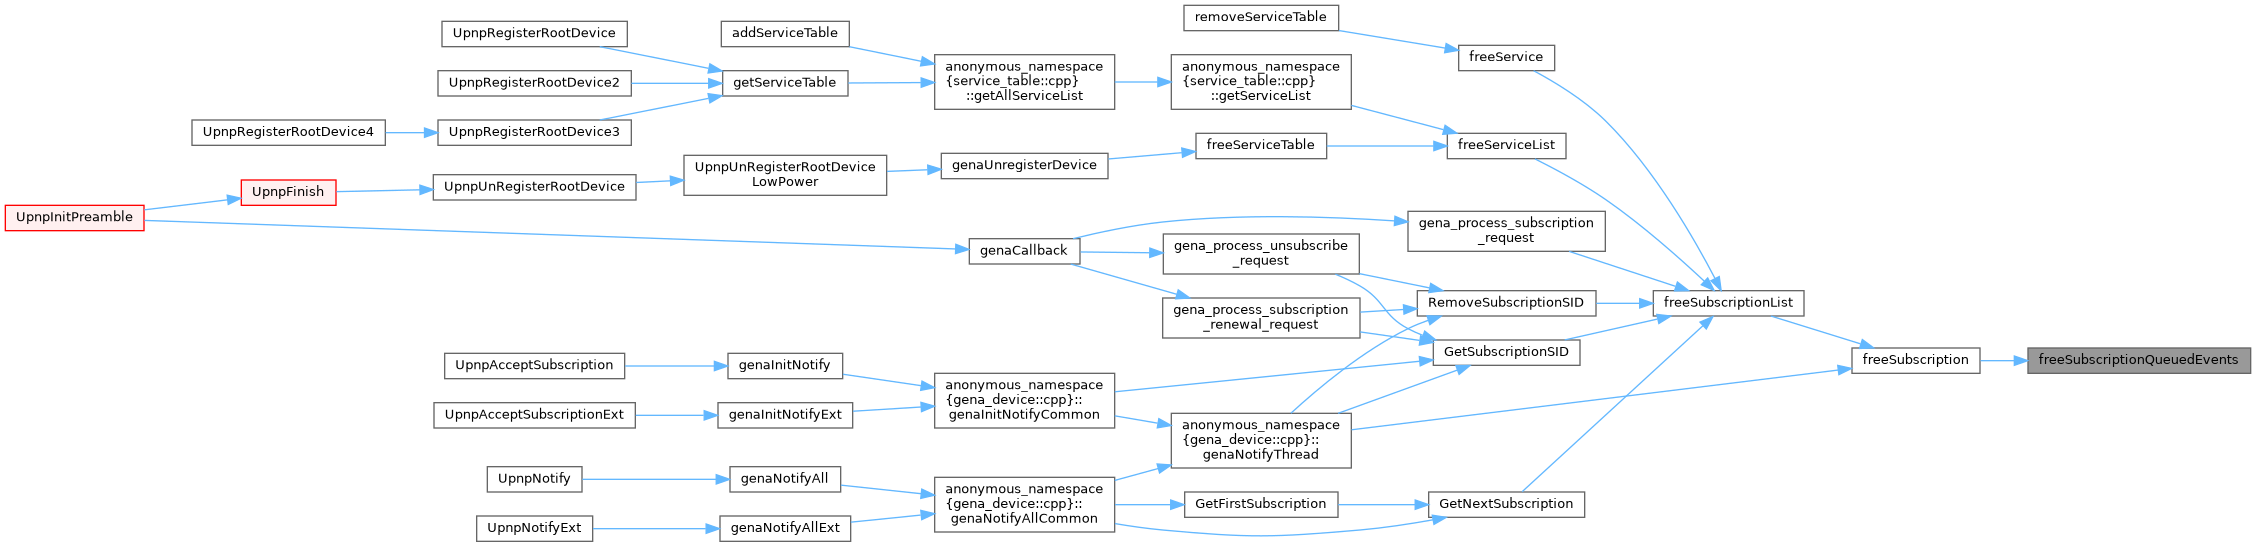 removeServiceTable
UpnpRegisterRootDevice
addServiceTable
freeService
anonymous_namespace
{service_table::cpp}
::getAllServiceList
anonymous_namespace
{service_table::cpp}
::getServiceList
UpnpRegisterRootDevice2
getServiceTable
UpnpRegisterRootDevice4
UpnpRegisterRootDevice3
freeServiceTable
freeServiceList
UpnpUnRegisterRootDevice
LowPower
genaUnregisterDevice
UpnpFinish
UpnpUnRegisterRootDevice
UpnpInitPreamble
gena_process_subscription
_request
genaCallback
gena_process_unsubscribe
_request
gena_process_subscription
_renewal_request
RemoveSubscriptionSID
freeSubscriptionList
GetSubscriptionSID
freeSubscription
freeSubscriptionQueuedEvents
UpnpAcceptSubscription
genaInitNotify
anonymous_namespace
{gena_device::cpp}::
genaInitNotifyCommon
UpnpAcceptSubscriptionExt
genaInitNotifyExt
anonymous_namespace
{gena_device::cpp}::
genaNotifyThread
UpnpNotify
genaNotifyAll
anonymous_namespace
{gena_device::cpp}::
genaNotifyAllCommon
GetFirstSubscription
GetNextSubscription
UpnpNotifyExt
genaNotifyAllExt